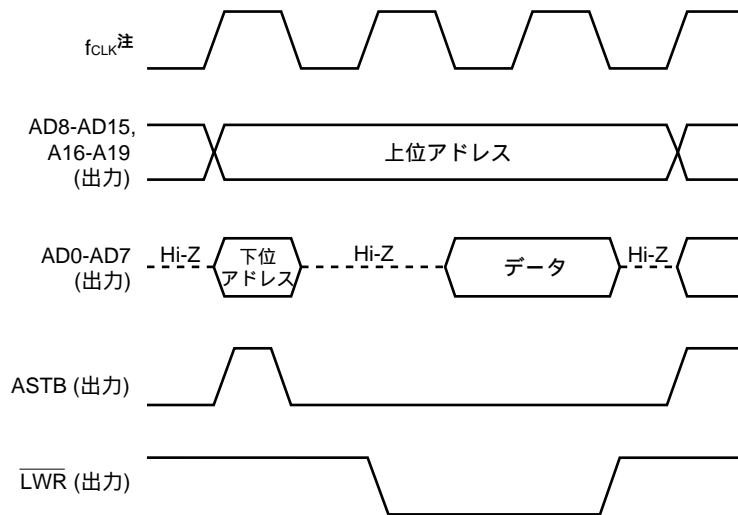 fCLK注
AD8-AD15,
A16-A19
(出力)
上位アドレス
AD0-AD7
(出力)
Hi-Z
下位
アドレス
Hi-Z
データ
Hi-Z
ASTB (出力)
LWR (出力)